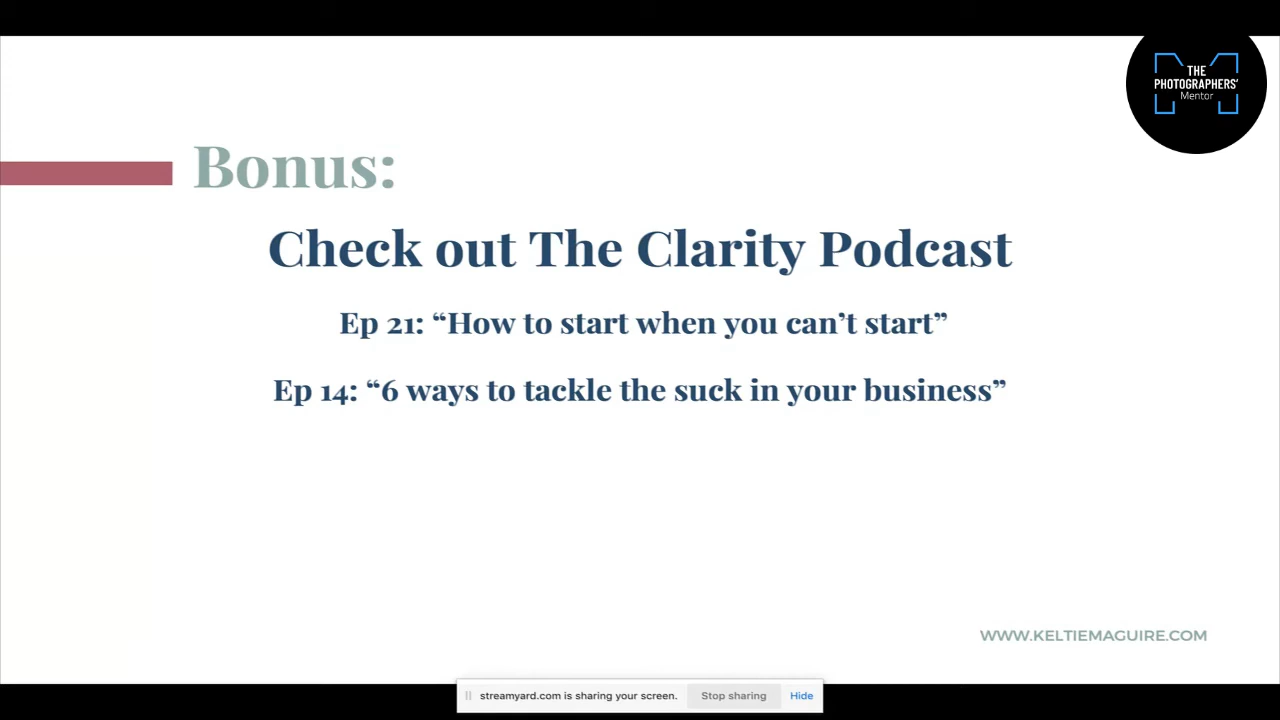 THE
PHOTOGRAPHERS'
Mentor
Bonus:
Check out The Clarity Podcast
Ep 21: “How to start when you can’t start”
Ep 14: “6 ways to tackle the suck in your business”
WWW.KELTIEMAGUIRE.COM
streamyard.com is sharing your screen. Stop sharing Hide